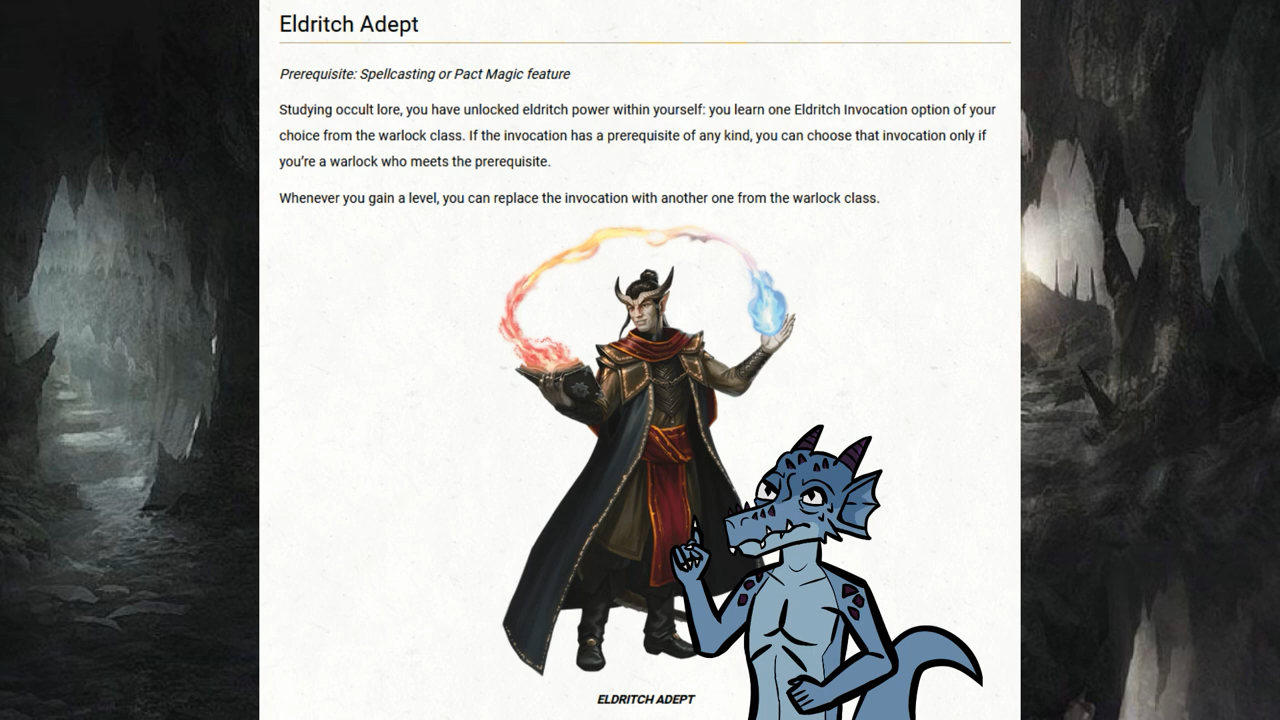 Eldritch Adept
Prerequisite: Spellcasting or Pact Magic feature
Studying occult lore, you have unlocked eldritch power within yourself: you learn one Eldritch Invocation option of your
choice from the warlock class. If the invocation has a prerequisite of any kind, you can choose that invocation only if
you're a warlock who meets the prerequisite.
Whenever you gain a level, you can replace the invocation with another one from the warlock class.
ELDRITCH ADEPT